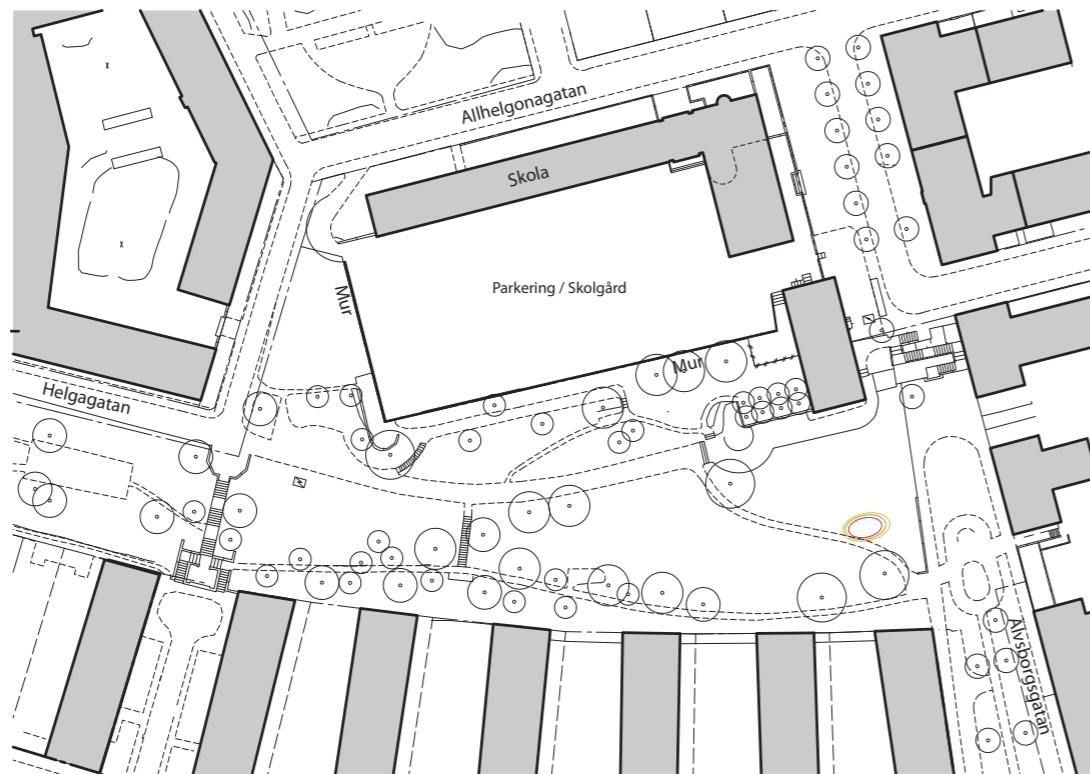 Allhelgonagatan
Skola
Parkering / Skolgård
Mur
Mur
Helgagatan
Älvsborgsgatan